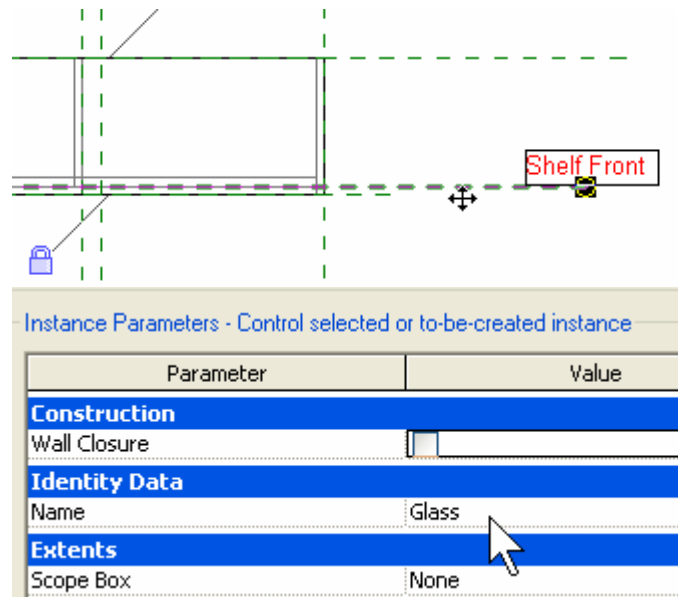 Shelf Front
Instance Parameters - Control selected or to-be-created instance
Parameter Value
Construction
Wall Closure
Identity Data
Name Glass
Extents
Scope Box None